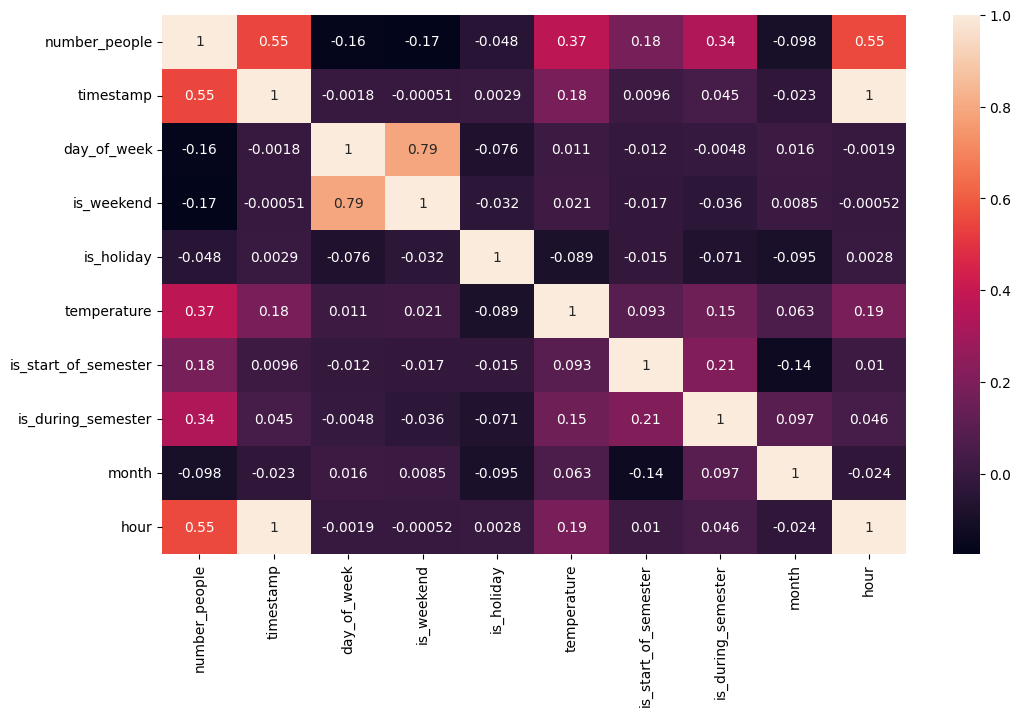 number_people 1 0.55 -0.16 -0.17 -0.048 0.37 0.18 0.34 -0.098 0.55
timestamp 0.55 1 -0.0018 -0.00051 0.0029 0.18 0.0096 0.045 -0.023 1
day_of_week -0.16 -0.0018 1 0.79 -0.076 0.011 -0.012 -0.0048 0.016 -0.0019
is_weekend -0.17 -0.00051 0.79 1 -0.032 0.021 -0.017 -0.036 0.0085 -0.00052
is_holiday -0.048 0.0029 -0.076 -0.032 1 -0.089 -0.015 -0.071 -0.095 0.0028
temperature 0.37 0.18 0.011 0.021 -0.089 1 0.093 0.15 0.063 0.19
is_start_of_semester 0.18 0.0096 -0.012 -0.017 -0.015 0.093 1 0.21 -0.14 0.01
is_during_semester 0.34 0.045 -0.0048 -0.036 -0.071 0.15 0.21 1 0.097 0.046
month -0.098 -0.023 0.016 0.0085 -0.095 0.063 -0.14 0.097 1 -0.024
hour 0.55 1 -0.0019 -0.00052 0.0028 0.19 0.01 0.046 -0.024 1
number_people
timestamp
day_of_week
is_weekend
is_holiday
temperature
is_start_of_semester
is_during_semester
month
hour
1.0
0.8
0.6
0.4
0.2
0.0